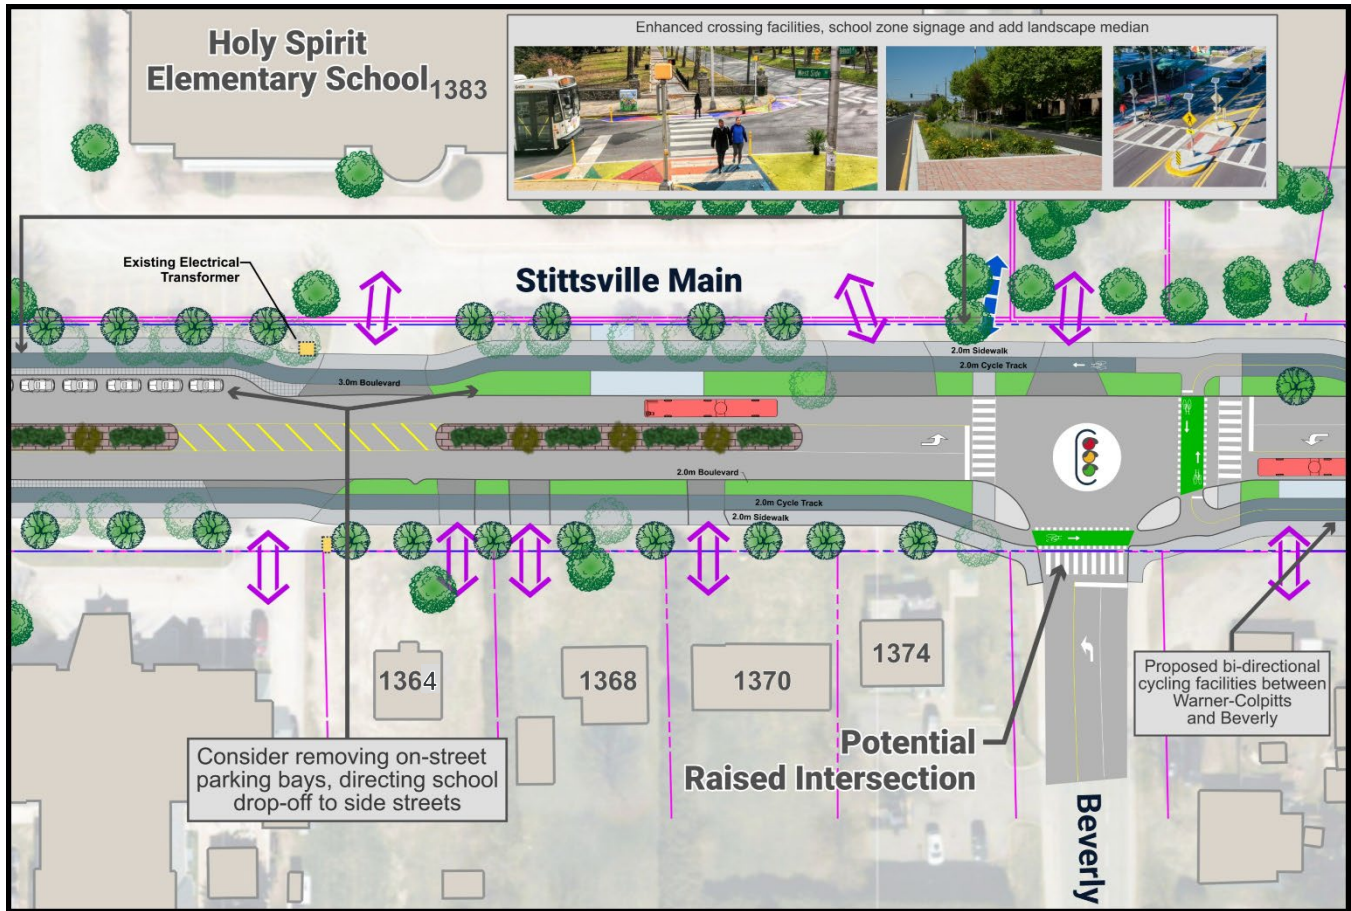 Holy Spirit
Elementary School 1383
Enhanced crossing facilities, school zone signage and add landscape median
West Side
Existing Electrical
Transformer
Stittsville Main
3.0m Boulevard
2.0m Sidewalk
2.0m Cycle Track
2.0m Boulevard
2.0m Cycle Track
2.0m Sidewalk
1364
1368
1370
1374
Consider removing on-street
parking bays, directing school
drop-off to side streets
Potential
Raised Intersection
Proposed bi-directional
cycling facilities between
Warner-Colpitts
and Beverly
Beverly